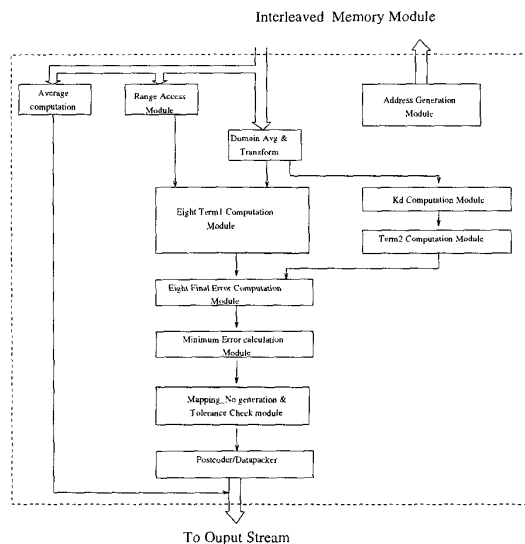 Interleaved Memory Module
Average
computation
Range Access
Module
Address Generation
Module
Domain Avg &
Transform
Eight Term1 Computation
Module
Kd Computation Module
Term2 Computation Module
Eight Final Error Computation
Module
Minimum Error calculation
Module
Mapping_No generation &
Tolerance Check module
Postcoder/Datapacker
To Ouput Stream